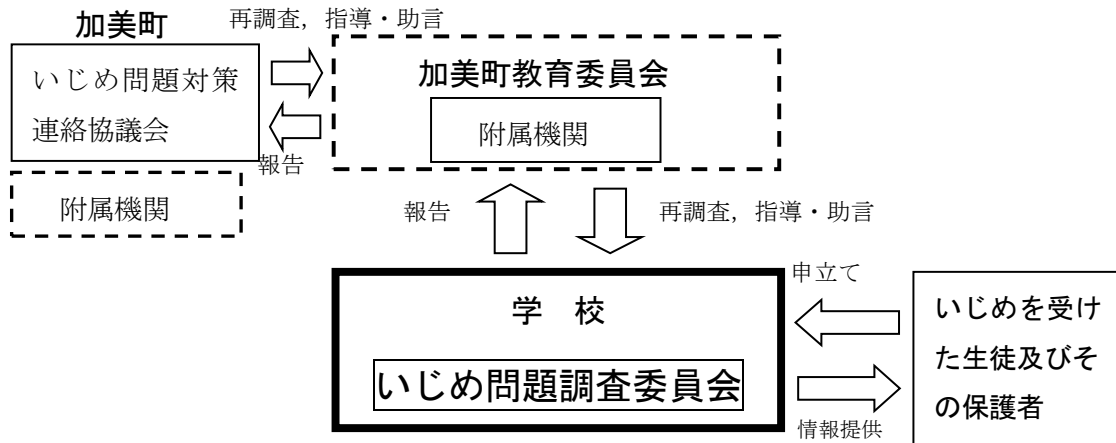 加美町
再調査，指導・助言
いじめ問題対策
連絡協議会
報告
附属機関
加美町教育委員会
附属機関
報告
再調査，指導・助言
学　校
いじめ問題調査委員会
申立て
情報提供
いじめを受け
た生徒及びそ
の保護者